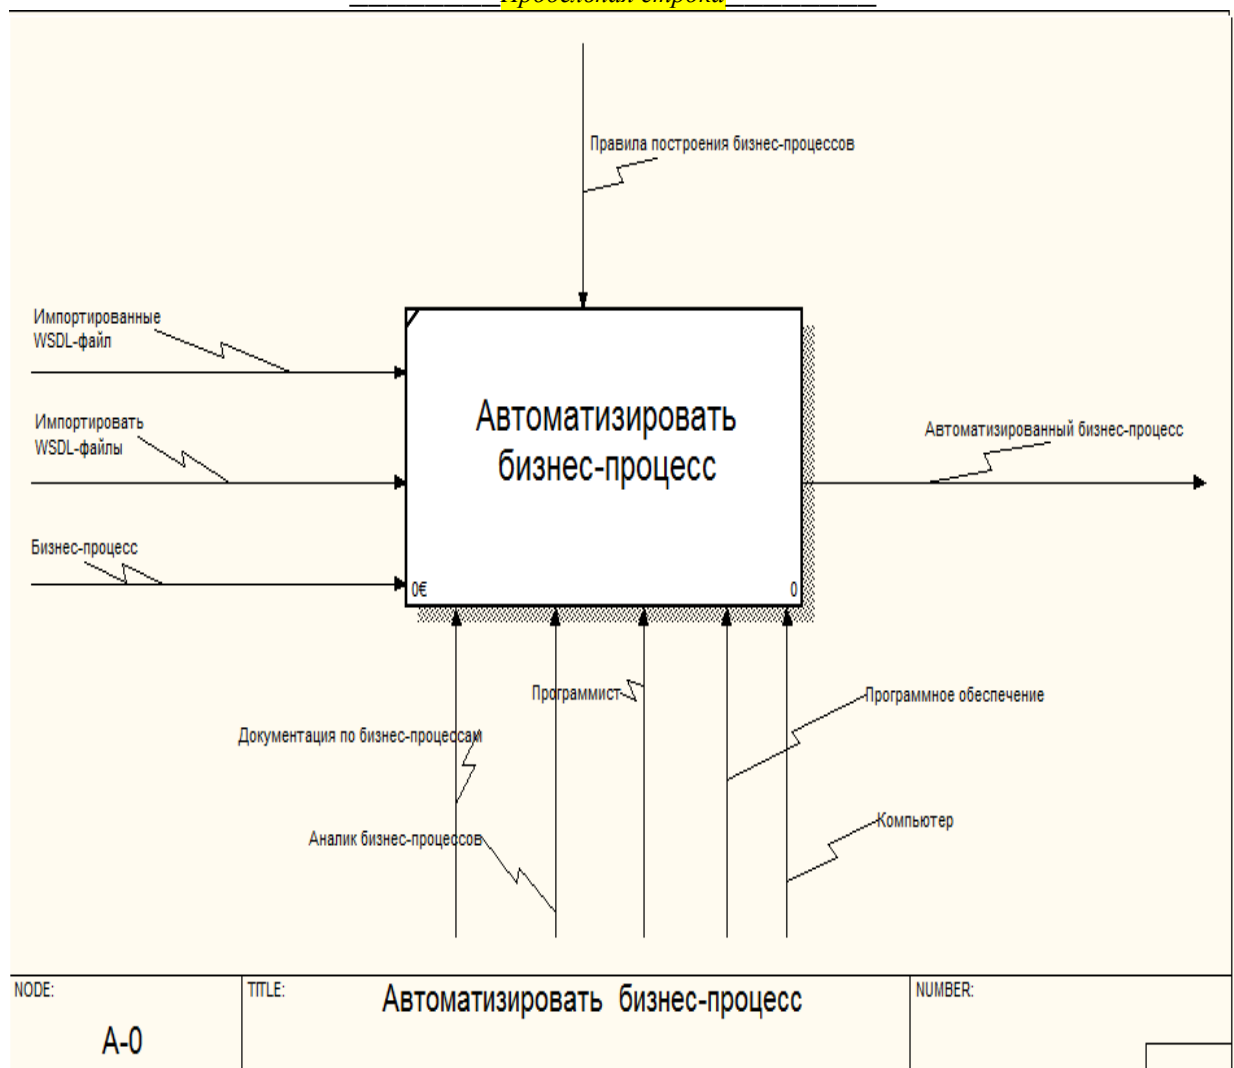 Пробельная строка
Правила построения бизнес-процессов
Импортированные
WSDL-файл
Автоматизировать
бизнес-процесс
Импортировать
WSDL-файлы
Автоматизированный бизнес-процесс
Бизнес-процесс
0€
0
Программист
Программное обеспечение
Документация по бизнес-процессам
Компьютер
Аналик бизнес-процессов
NODE:
TITLE:
Автоматизировать бизнес-процесс
NUMBER:
A-0